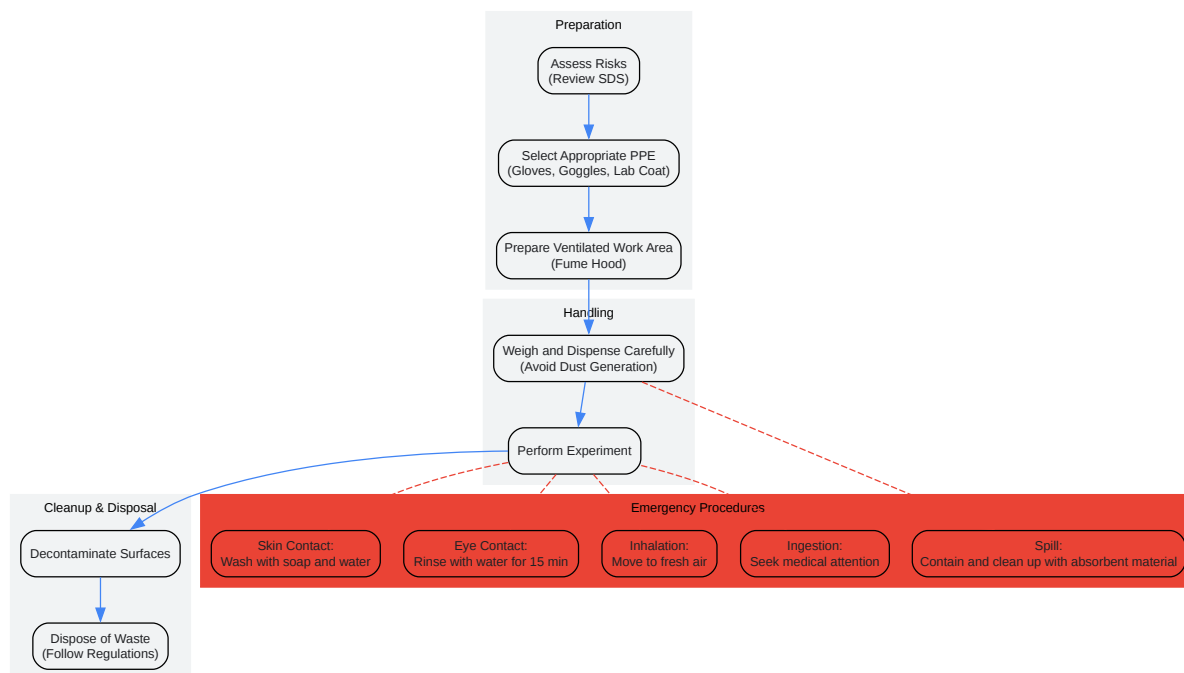 Preparation
Assess Risks
(Review SDS)
Select Appropriate PPE
(Gloves, Goggles, Lab Coat)
Prepare Ventilated Work Area
(Fume Hood)
Handling
Weigh and Dispense Carefully
(Avoid Dust Generation)
Perform Experiment
Cleanup & Disposal
Decontaminate Surfaces
Dispose of Waste
(Follow Regulations)
Emergency Procedures
Skin Contact:
Wash with soap and water
Eye Contact:
Rinse with water for 15 min
Inhalation:
Move to fresh air
Ingestion:
Seek medical attention
Spill:
Contain and clean up with absorbent material